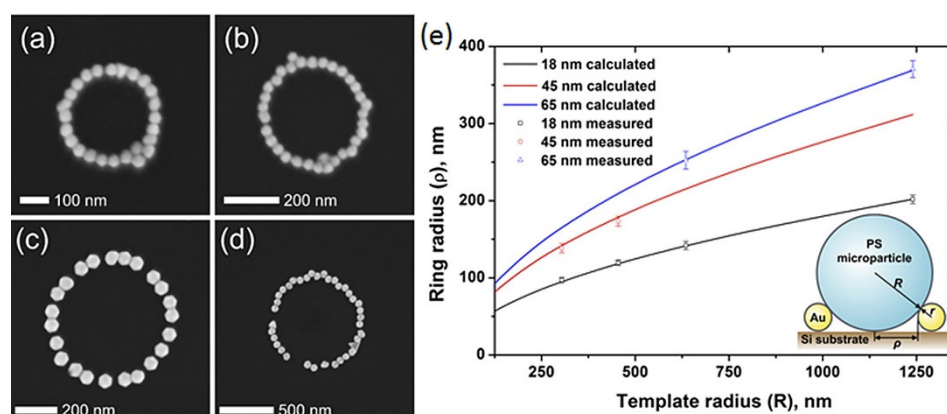 (a)
100 nm
(b)
200 nm
(c)
200 nm
(d)
500 nm
(e)
400
300
200
100
0
250
500
750
1000
1250
Ring radius (ρ), nm
Template radius (R), nm
18 nm calculated
45 nm calculated
65 nm calculated
18 nm measured
45 nm measured
65 nm measured
PS
microparticle
R
r
Au
Si substrate
ρ